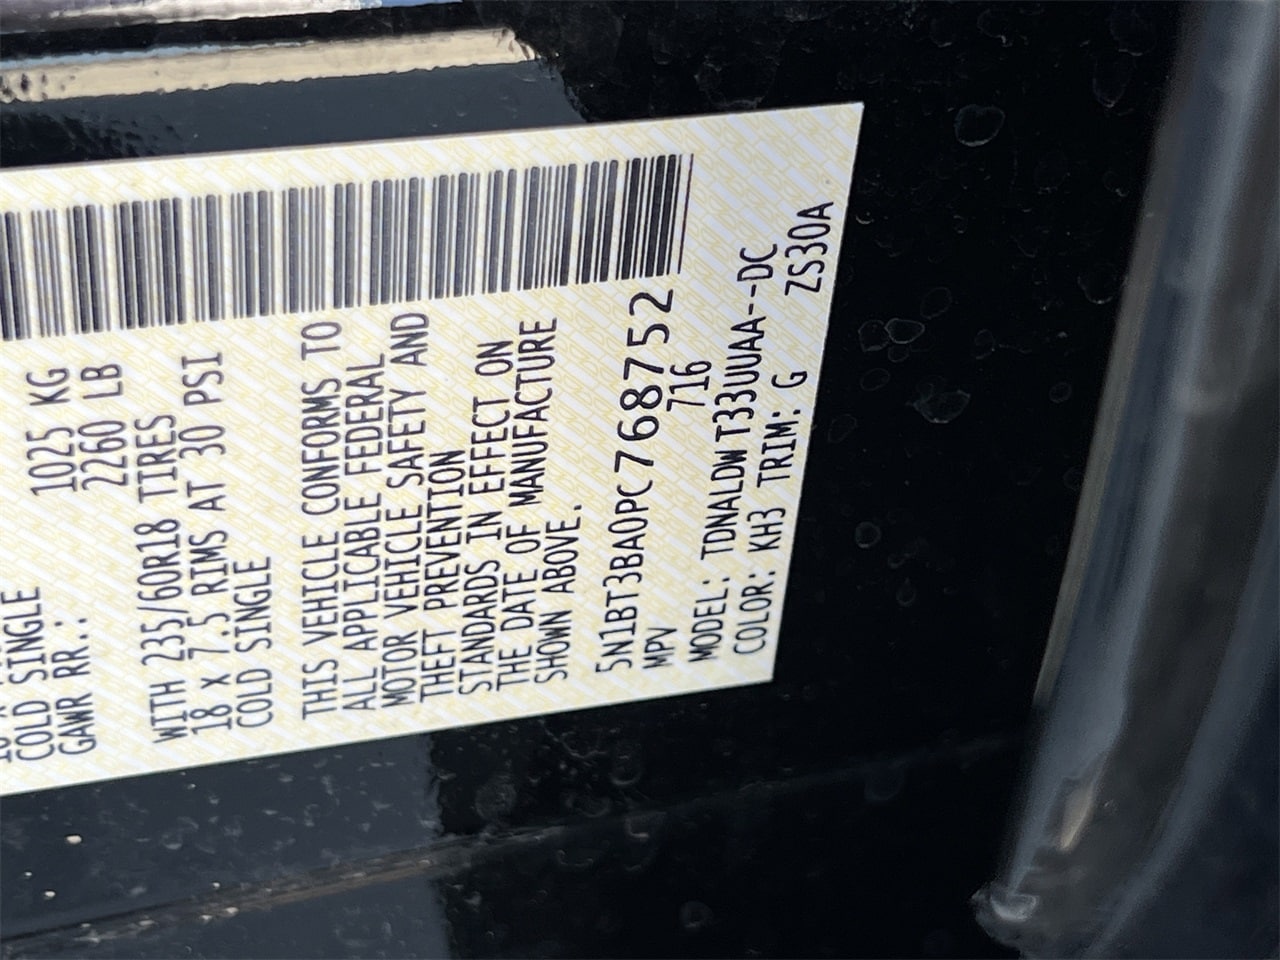 COLD SINGLE
GAWR RR.: 1025 KG
2260 LB
WITH 235/60R18 TIRES
18 x 7.5 RIMS AT 30 PSI
COLD SINGLE
THIS VEHICLE CONFORMS TO
ALL APPLICABLE FEDERAL
MOTOR VEHICLE SAFETY AND
THEFT PREVENTION
STANDARDS IN EFFECT ON
THE DATE OF MANUFACTURE
SHOWN ABOVE.
5N1BT3BA0PC768752
MPV 716
MODEL: TDNALDWT33UUAA--DC
COLOR: KH3 TRIM: G ZS30A